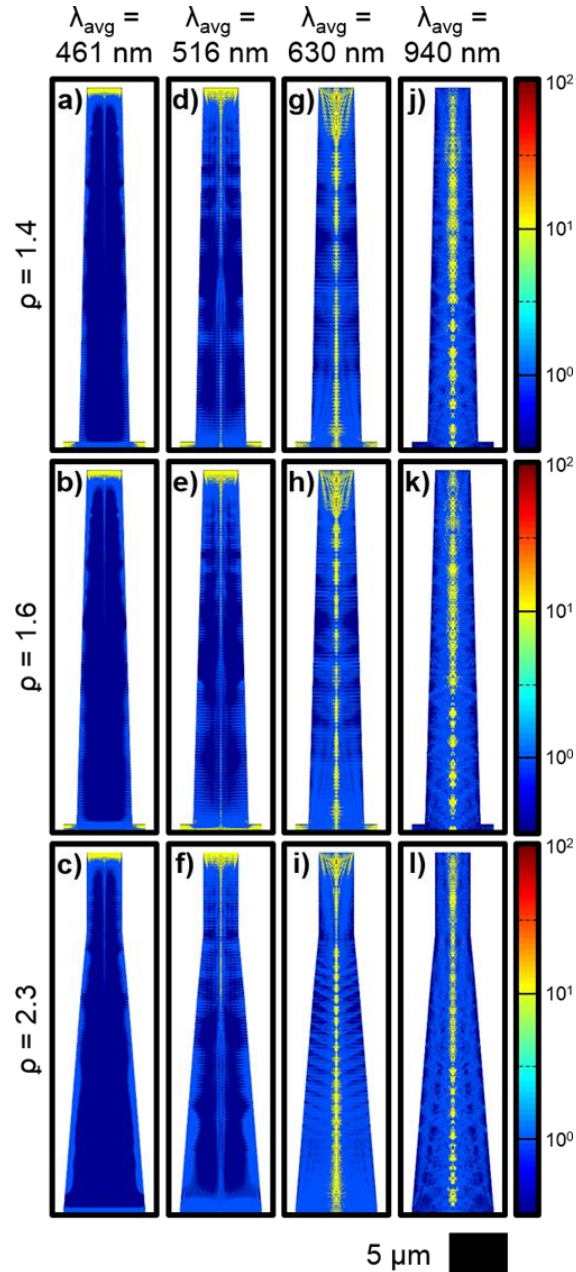 λavg = λavg = λavg = λavg =
461 nm 516 nm 630 nm 940 nm
a) d) g) j) 10²
10¹
10⁰
ρ = 1.4
b) e) h) k) 10²
10¹
10⁰
ρ = 1.6
c) f) i) l) 10²
10¹
10⁰
ρ = 2.3
5 μm